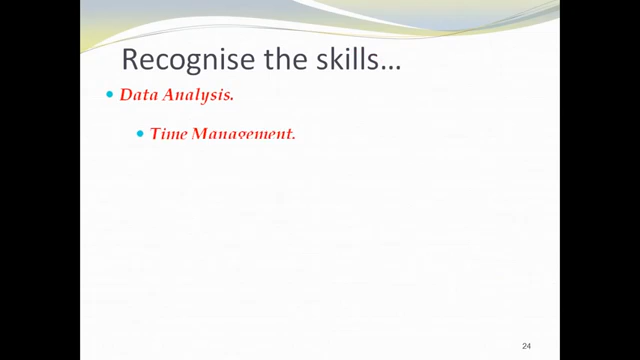 Recognise the skills…
Data Analysis.
Time Management.
24